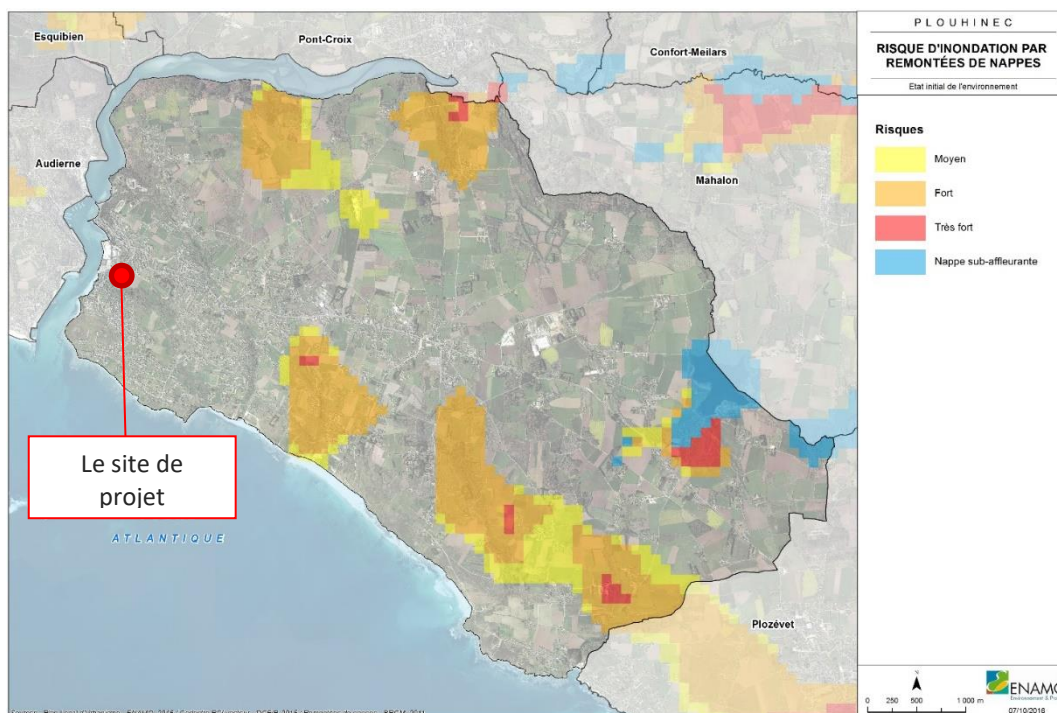 PLOUHINEC
RISQUE D'INONDATION PAR
REMONTÉES DE NAPPES
Etat initial de l'environnement
Risques
Moyen
Fort
Très fort
Nappe sub-affleurante
Esquibien
Pont-Croix
Confort-Meilars
Audierne
Mahalon
Le site de
projet
ATLANTIQUE
Plozévet
N
0 250 500 1 000 m
ENAMO
07/10/2016